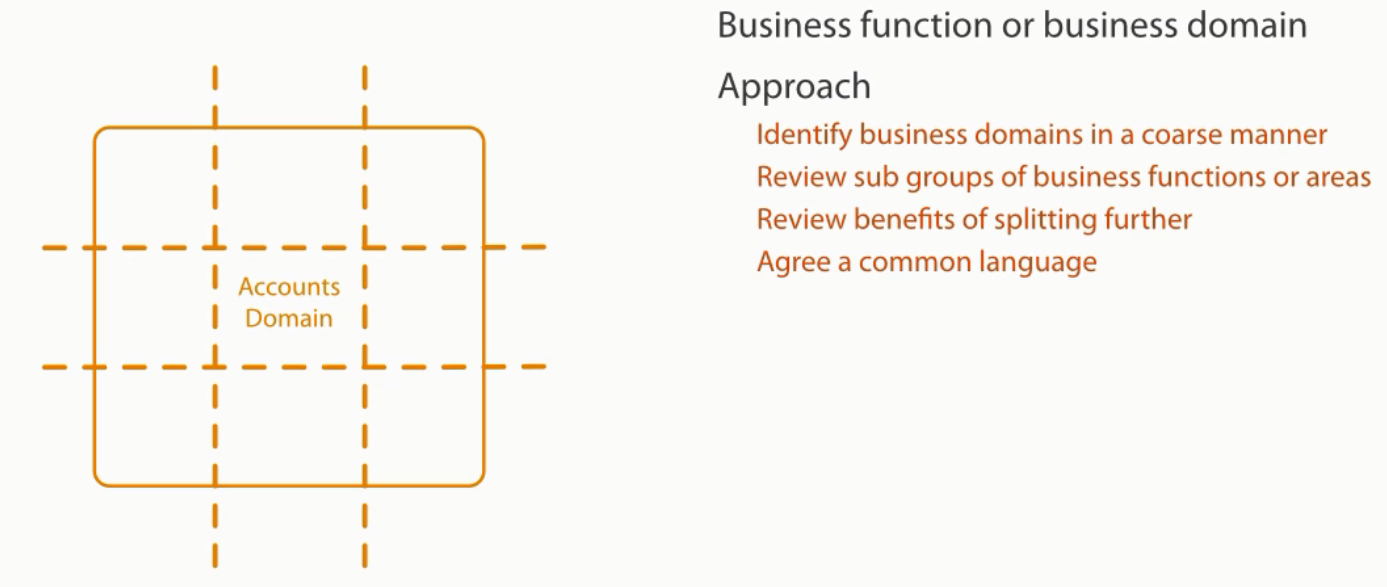 Business function or business domain
Approach
Identify business domains in a coarse manner
Review sub groups of business functions or areas
Review benefits of splitting further
Agree a common language
Accounts
Domain